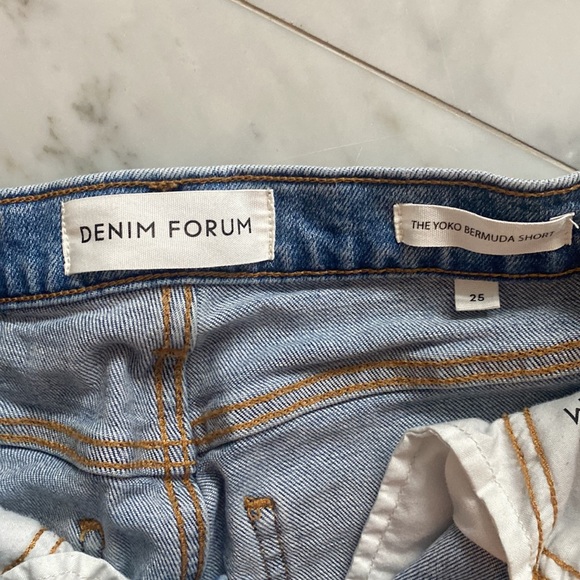 DENIM FORUM
THE YOKO BERMUDA SHORT
25